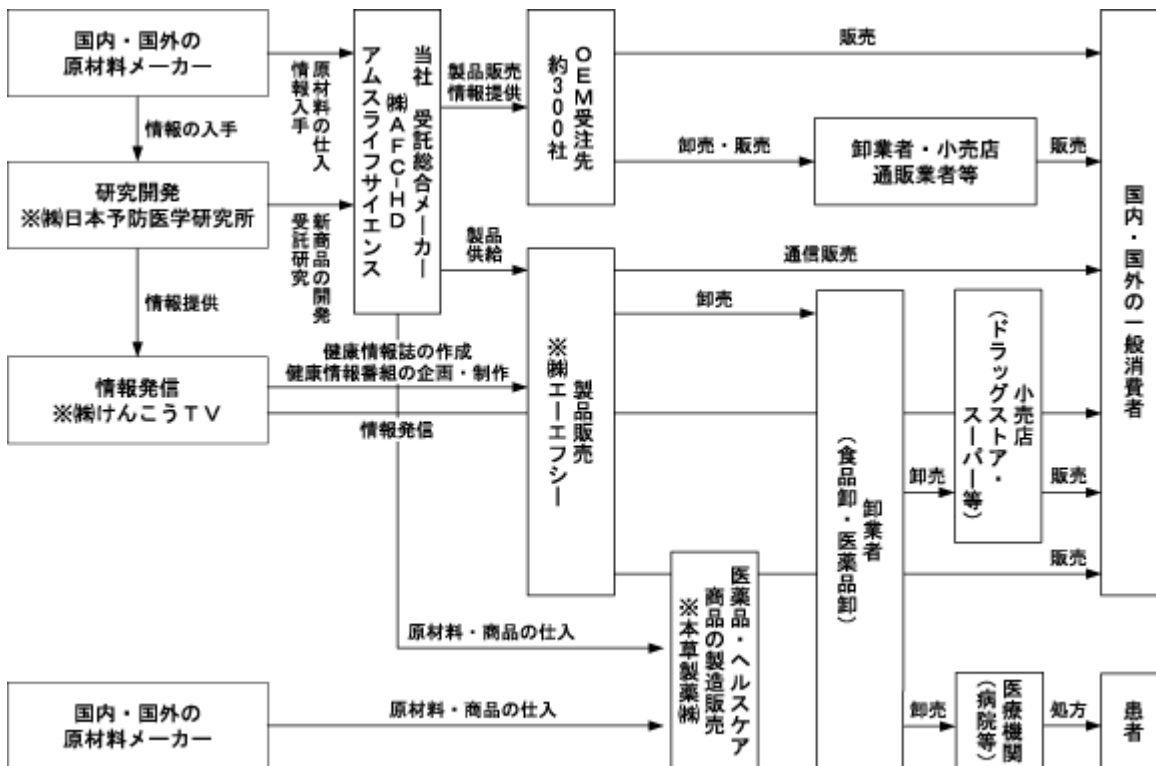 国内・国外の
原材料メーカー
情報の入手
研究開発
※㈱日本予防医学研究所
情報提供
情報発信
※㈱けんこうＴＶ
国内・国外の
原材料メーカー
原材料の仕入
情報入手
新商品の開発
受託研究
当社　受託総合メーカー
㈱ＡＦＣ－ＨＤ
アムスライフサイエンス
製品販売
情報提供
製品
供給
健康情報誌の作成
健康情報番組の企画・制作
情報発信
原材料・商品の仕入
原材料・商品の仕入
ＯＥＭ受注先
約３００社
製品販売
※㈱エーエフシー
医薬品・ヘルスケア
商品の製造販売
※本草製薬㈱
販売
卸売・販売
卸業者・小売店
通販業者等
販売
通信販売
卸売
卸業者
（食品卸・医薬品卸）
卸売
小売店
（ドラッグストア・
スーパー等）
販売
販売
卸売
医療機関
（病院等）
処方
国内・国外の一般消費者
患者